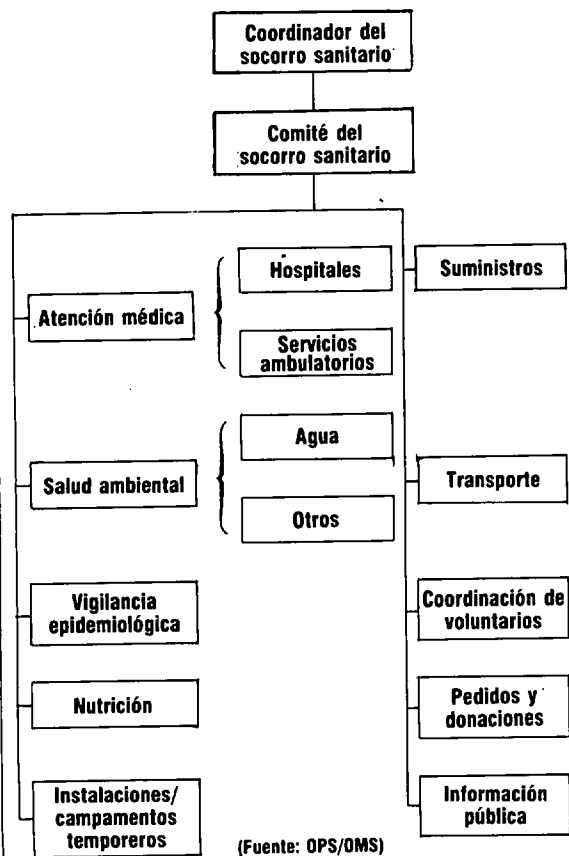 Coordinador del
socorro sanitario
Comité del
socorro sanitario
Hospitales
Suministros
Atención médica
Servicios
ambulatorios
Agua
Salud ambiental
Transporte
Otros
Vigilancia
epidemiológica
Coordinación de
voluntarios
Nutrición
Pedidos y
donaciones
Instalaciones/
campamentos
temporeros
Información
pública
(Fuente: OPS/OMS)